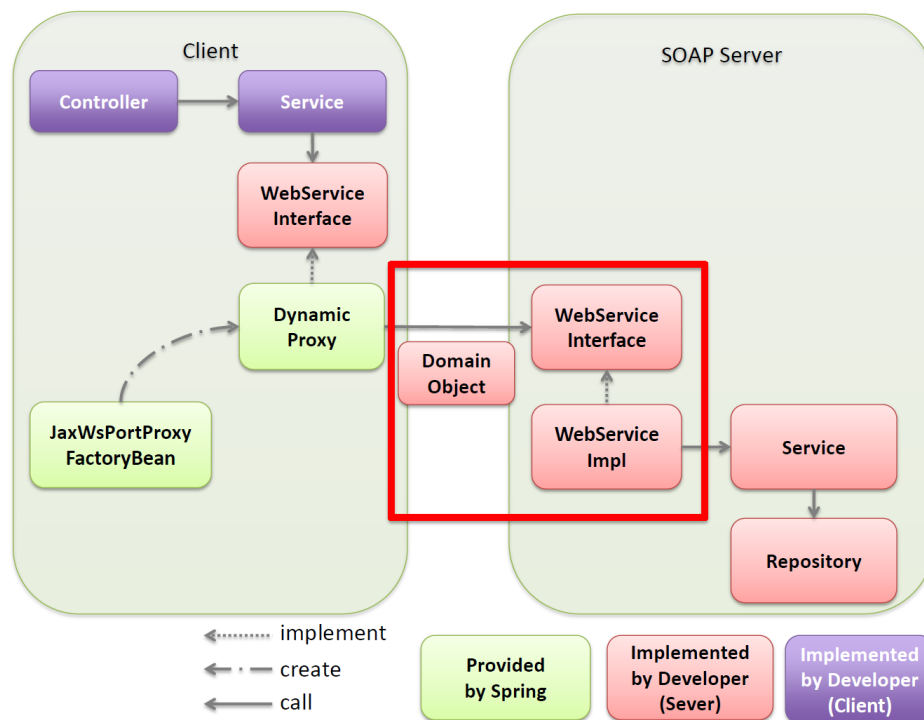 Client
SOAP Server
Controller
Service
WebService
Interface
Dynamic
Proxy
WebService
Interface
Domain
Object
JaxWsPortProxy
FactoryBean
WebService
Impl
Service
Repository
implement
create
call
Provided
by Spring
Implemented
by Developer
(Sever)
Implemented
by Developer
(Client)